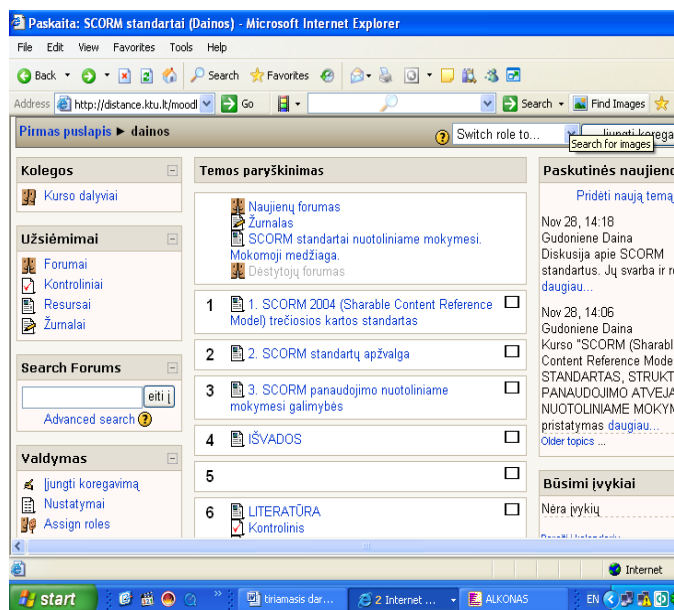 Paskaita: SCORM standartai (Dainos) - Microsoft Internet Explorer
File Edit View Favorites Tools Help
Back Search Favorites
Address http://distance.ktu.lt/moodl Go Search Find Images
Pirmas puslapis ► dainos
Switch role to...
Search for images
Kolegos
Kurso dalyviai
Užsiėmimai
Forumai
Kontroliniai
Resursai
Žurnalai
Search Forums
eiti į
Advanced search
Valdymas
Įjungti koregavimą
Nustatymai
Assign roles
Temos paryškinimas
Naujienų forumas
Žurnalas
SCORM standartai nuotoliniame mokymesi.
Mokomoji medžiaga.
Dėstytojų forumas
1 1. SCORM 2004 (Sharable Content Reference
Model) trečiosios kartos standartas
2 2. SCORM standartų apžvalga
3 3. SCORM panaudojimo nuotoliniame
mokymesi galimybės
4 IŠVADOS
5
6 LITERATŪRA
Kontrolinis
Paskutinės naujieno
Pridėti naują temą
Nov 28, 14:18
Gudoniene Daina
Diskusija apie SCORM
standartus. Jų svarba ir r
daugiau...
Nov 28, 14:06
Gudoniene Daina
Kurso "SCORM (Sharabl
Content Reference Mode
STANDARTAS, STRUKT
PANAUDOJIMO ATVEJA
NUOTOLINIAME MOKYM
pristatymas daugiau...
Older topics ...
Būsimi įvykiai
Nėra įvykių
Internet
start tiriamasis dar... 2 Internet ... ALKONAS EN